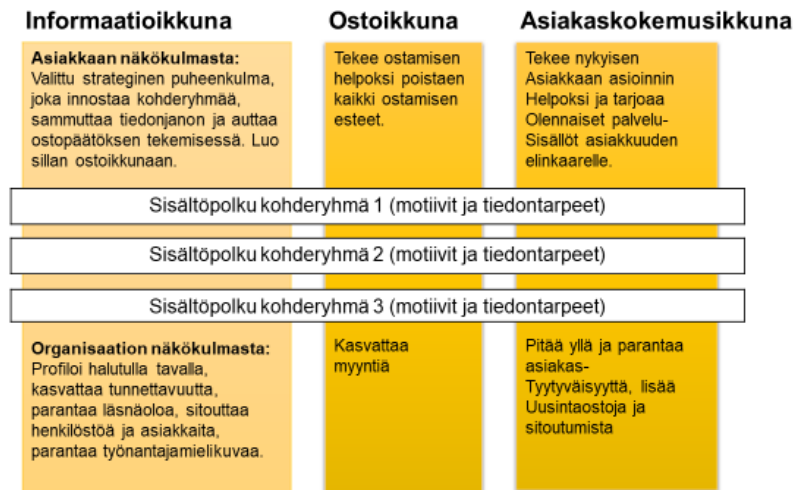 Informaatioikkuna
Ostoikkuna
Asiakaskokemusikkuna
Asiakkaan näkökulmasta:
Valittu strateginen puheenkulma,
joka innostaa kohderyhmää,
sammuttaa tiedonjanon ja auttaa
ostopäätöksen tekemisessä. Luo
sillan ostoikkunaan.
Tekee ostamisen
helpoksi poistaen
kaikki ostamisen
esteet.
Tekee nykyisen
Asiakkaan asioinnin
Helpoksi ja tarjoaa
Olennaiset palvelu-
Sisällöt asiakkuuden
elinkaarelle.
Sisältöpolku kohderyhmä 1 (motiivit ja tiedontarpeet)
Sisältöpolku kohderyhmä 2 (motiivit ja tiedontarpeet)
Sisältöpolku kohderyhmä 3 (motiivit ja tiedontarpeet)
Organisaation näkökulmasta:
Profiloi halutulla tavalla,
kasvattaa tunnettavuutta,
parantaa läsnäoloa, sitouttaa
henkilöstöä ja asiakkaita,
parantaa työnantajamielikuvaa.
Kasvattaa
myyntiä
Pitää yllä ja parantaa
asiakas-
Tyytyväisyyttä, lisää
Uusintaostoja ja
sitoutumista